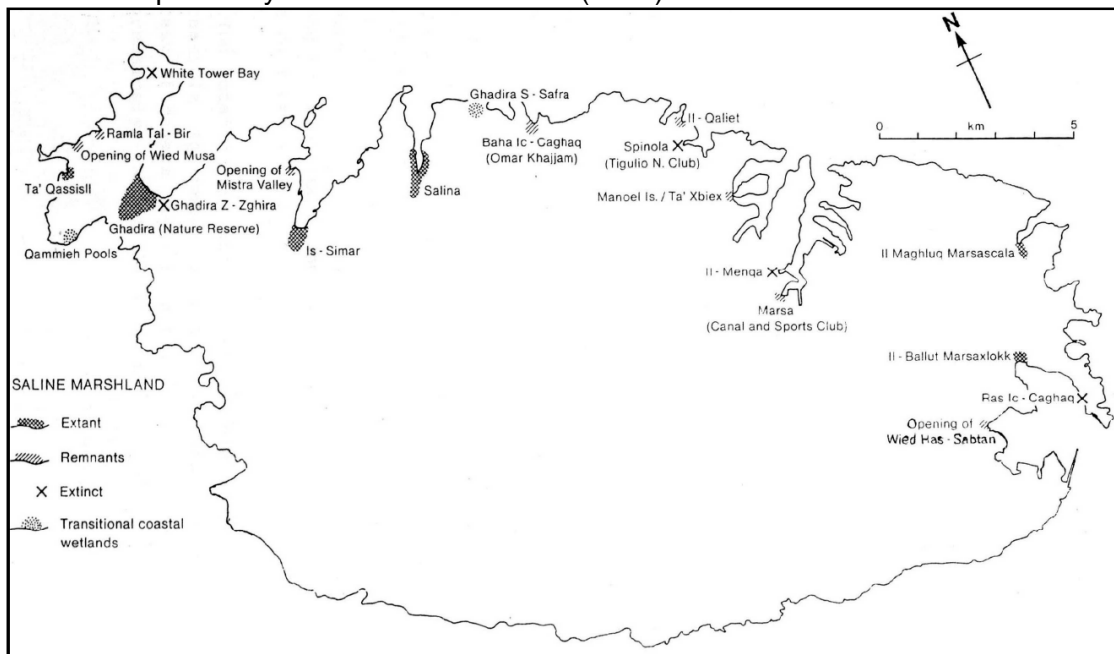 N
0 km 5
White Tower Bay
Ramla Tal - Bir
Opening of Wied Musa
Ta' Qassisll
Ghadira Z - Zghira
Ghadira (Nature Reserve)
Qammieh Pools
Opening of
Mistra Valley
Is - Simar
Salina
Ghadira S - Safra
Baha Ic - Caghaq
(Omar Khajjam)
Il - Qaliet
Spinola
(Tigulio N. Club)
Manoel Is. / Ta' Xbiex
Il - Menqa
Marsa
(Canal and Sports Club)
Il Maghluq Marsascala
Il - Ballut Marsaxlokk
Ras Ic - Caghaq
Opening of
Wied Has - Sabtan
SALINE MARSHLAND
Extant
Remnants
Extinct
Transitional coastal
wetlands